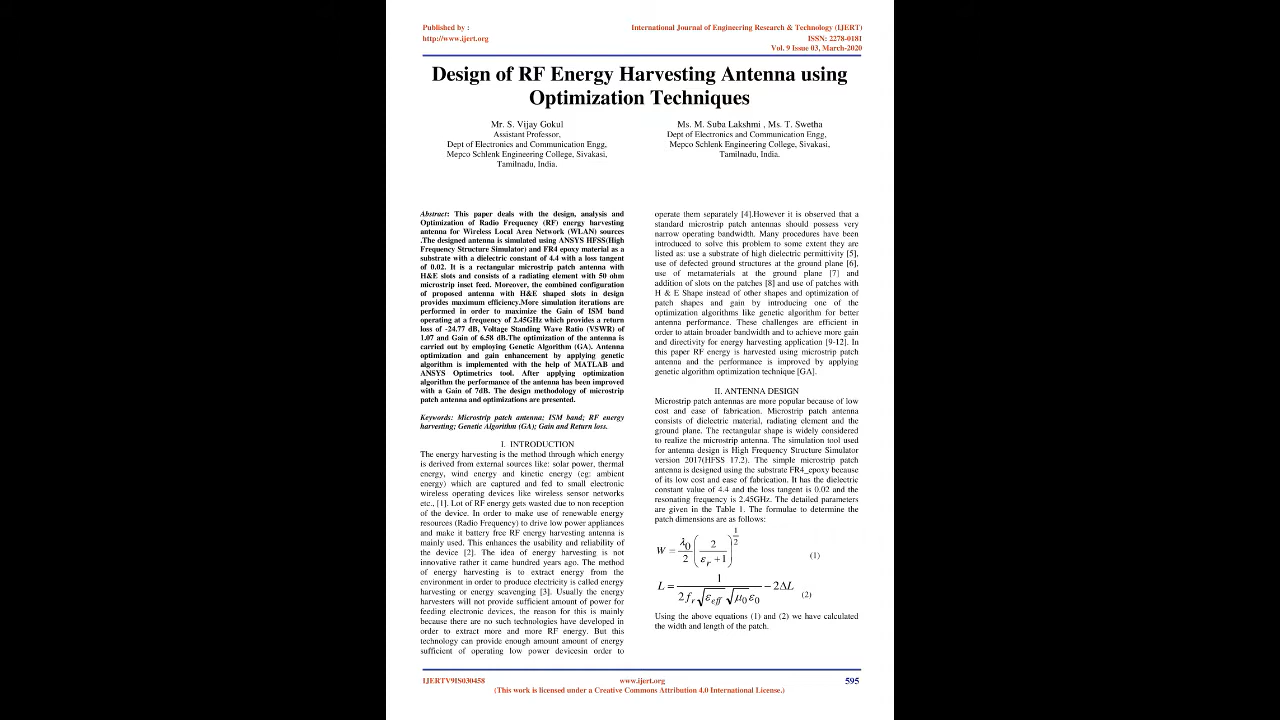 Published by :
http://www.ijert.org
International Journal of Engineering Research & Technology (IJERT)
ISSN: 2278-0181
Vol. 9 Issue 03, March-2020
Design of RF Energy Harvesting Antenna using
Optimization Techniques
Mr. S. Vijay Gokul
Assistant Professor,
Dept of Electronics and Communication Engg,
Mepco Schlenk Engineering College, Sivakasi,
Tamilnadu, India.
Ms. M. Suba Lakshmi , Ms. T. Swetha
Dept of Electronics and Communication Engg,
Mepco Schlenk Engineering College, Sivakasi,
Tamilnadu, India.
Abstract: This paper deals with the design, analysis and
Optimization of Radio Frequency (RF) energy harvesting
antenna for Wireless Local Area Network (WLAN) sources
.The designed antenna is simulated using ANSYS HFSS(High
Frequency Structure Simulator) and FR4 epoxy material as a
substrate with a dielectric constant of 4.4 with a loss tangent
of 0.02. It is a rectangular microstrip patch antenna with
H&E slots and consists of a radiating element with 50 ohm
microstrip inset feed. Moreover, the combined configuration
of proposed antenna with H&E shaped slots in design
provides maximum efficiency.More simulation iterations are
performed in order to maximize the Gain of ISM band
operating at a frequency of 2.45GHz which provides a return
loss of -24.77 dB, Voltage Standing Wave Ratio (VSWR) of
1.07 and Gain of 6.58 dB.The optimization of the antenna is
carried out by employing Genetic Algorithm (GA). Antenna
optimization and gain enhancement by applying genetic
algorithm is implemented with the help of MATLAB and
ANSYS Optimetrics tool. After applying optimization
algorithm the performance of the antenna has been improved
with a Gain of 7dB. The design methodology of microstrip
patch antenna and optimizations are presented.
Keywords: Microstrip patch antenna; ISM band; RF energy
harvesting; Genetic Algorithm (GA); Gain and Return loss.
I. INTRODUCTION
The energy harvesting is the method through which energy
is derived from external sources like: solar power, thermal
energy, wind energy and kinetic energy (eg: ambient
energy) which are captured and fed to small electronic
wireless operating devices like wireless sensor networks
etc., [1]. Lot of RF energy gets wasted due to non reception
of the device. In order to make use of renewable energy
resources (Radio Frequency) to drive low power appliances
and make it battery free RF energy harvesting antenna is
mainly used. This enhances the usability and reliability of
the device [2]. The idea of energy harvesting is not
innovative rather it came hundred years ago. The method
of energy harvesting is to extract energy from the
environment in order to produce electricity is called energy
harvesting or energy scavenging [3]. Usually the energy
harvesters will not provide sufficient amount of power for
feeding electronic devices, the reason for this is mainly
because there are no such technologies have developed in
order to extract more and more RF energy. But this
technology can provide enough amount amount of energy
sufficient of operating low power devicesin order to
operate them separately [4].However it is observed that a
standard microstrip patch antennas should possess very
narrow operating bandwidth. Many procedures have been
introduced to solve this problem to some extent they are
listed as: use a substrate of high dielectric permittivity [5],
use of defected ground structures at the ground plane [6],
use of metamaterials at the ground plane [7] and
addition of slots on the patches [8] and use of patches with
H & E Shape instead of other shapes and optimization of
patch shapes and gain by introducing one of the
optimization algorithms like genetic algorithm for better
antenna performance. These challenges are efficient in
order to attain broader bandwidth and to achieve more gain
and directivity for energy harvesting application [9-12]. In
this paper RF energy is harvested using microstrip patch
antenna and the performance is improved by applying
genetic algorithm optimization technique [GA].
II. ANTENNA DESIGN
Microstrip patch antennas are more popular because of low
cost and ease of fabrication. Microstrip patch antenna
consists of dielectric material, radiating element and the
ground plane. The rectangular shape is widely considered
to realize the microstrip antenna. The simulation tool used
for antenna design is High Frequency Structure Simulator
version 2017(HFSS 17.2). The simple microstrip patch
antenna is designed using the substrate FR4_epoxy because
of its low cost and ease of fabrication. It has the dielectric
constant value of 4.4 and the loss tangent is 0.02 and the
resonating frequency is 2.45GHz. The detailed parameters
are given in the Table 1. The formulae to determine the
patch dimensions are as follows:
W = λ0/2 (2/(εr +1))^(1/2) (1)
L = 1/(2 fr √εeff √μ0 ε0) − 2ΔL (2)
Using the above equations (1) and (2) we have calculated
the width and length of the patch.
IJERTV9IS030458
www.ijert.org
595
(This work is licensed under a Creative Commons Attribution 4.0 International License.)